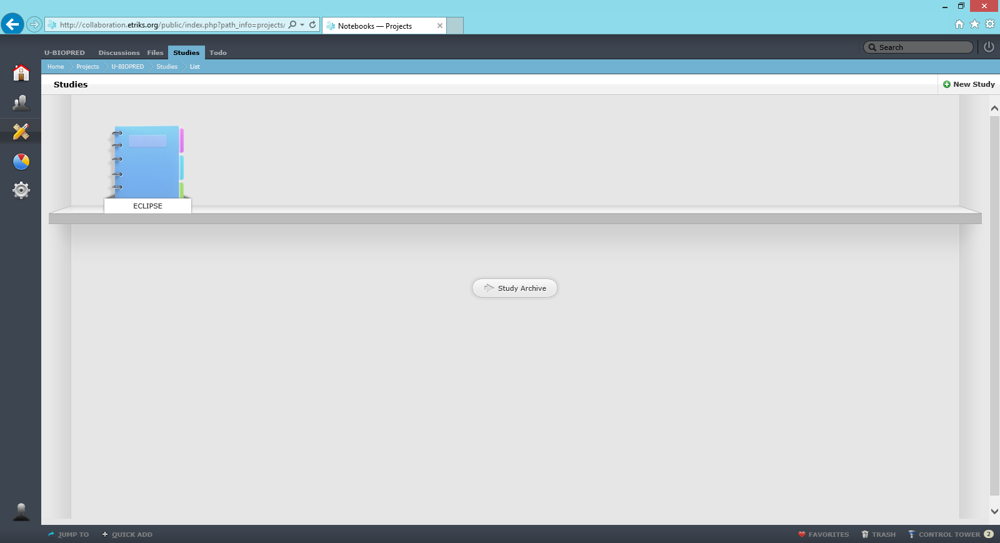 http://collaboration.etriks.org/public/index.php?path_info=projects/
Notebooks — Projects
U-BIOPRED Discussions Files Studies Todo
Search
Home Projects U-BIOPRED Studies List
Studies
New Study
ECLIPSE
Study Archive
JUMP TO QUICK ADD FAVORITES TRASH CONTROL TOWER 2